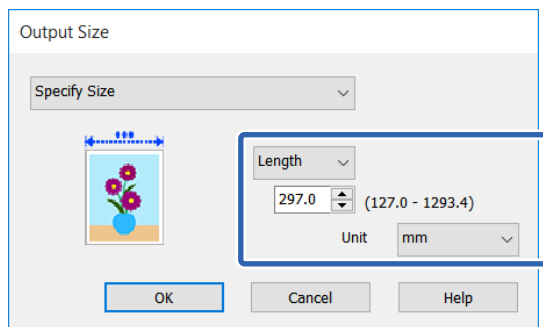 Output Size
Specify Size
Length
297.0 (127.0 - 1293.4)
Unit mm
OK Cancel Help